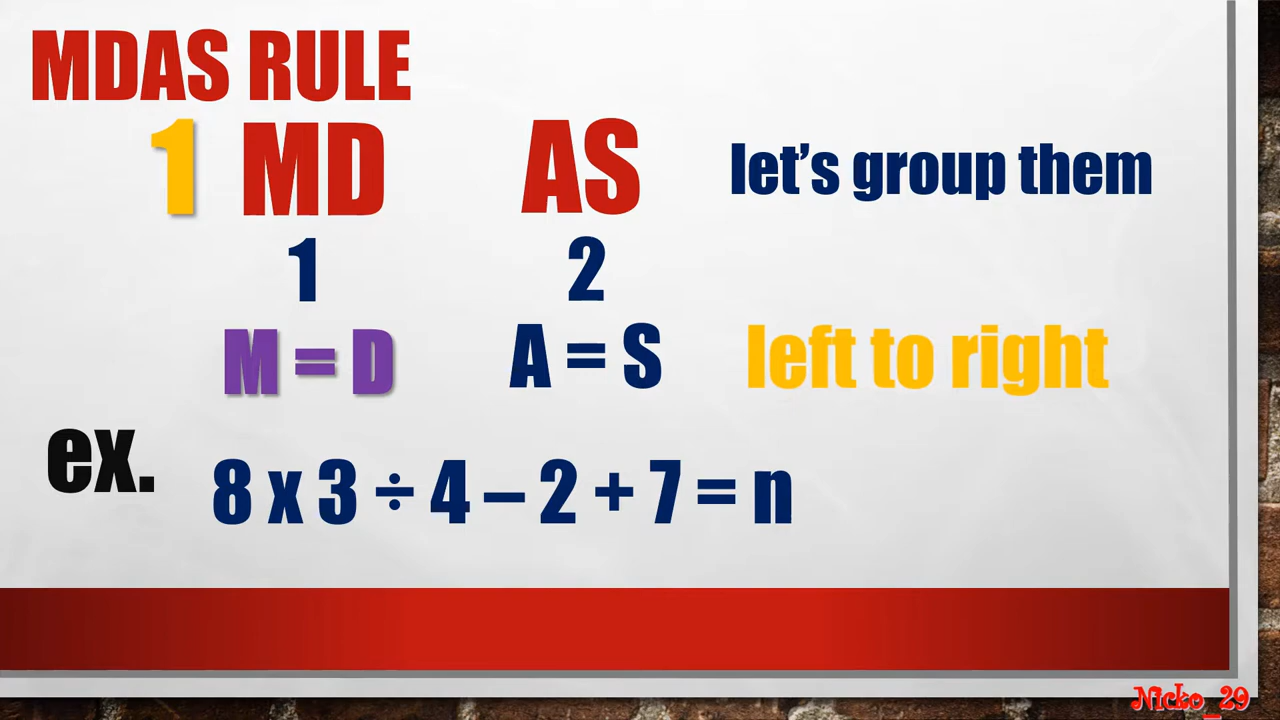 MDAS RULE
1 MD AS let's group them
1 2
M = D A = S left to right
ex. 8 x 3 ÷ 4 – 2 + 7 = n
Nicko_29